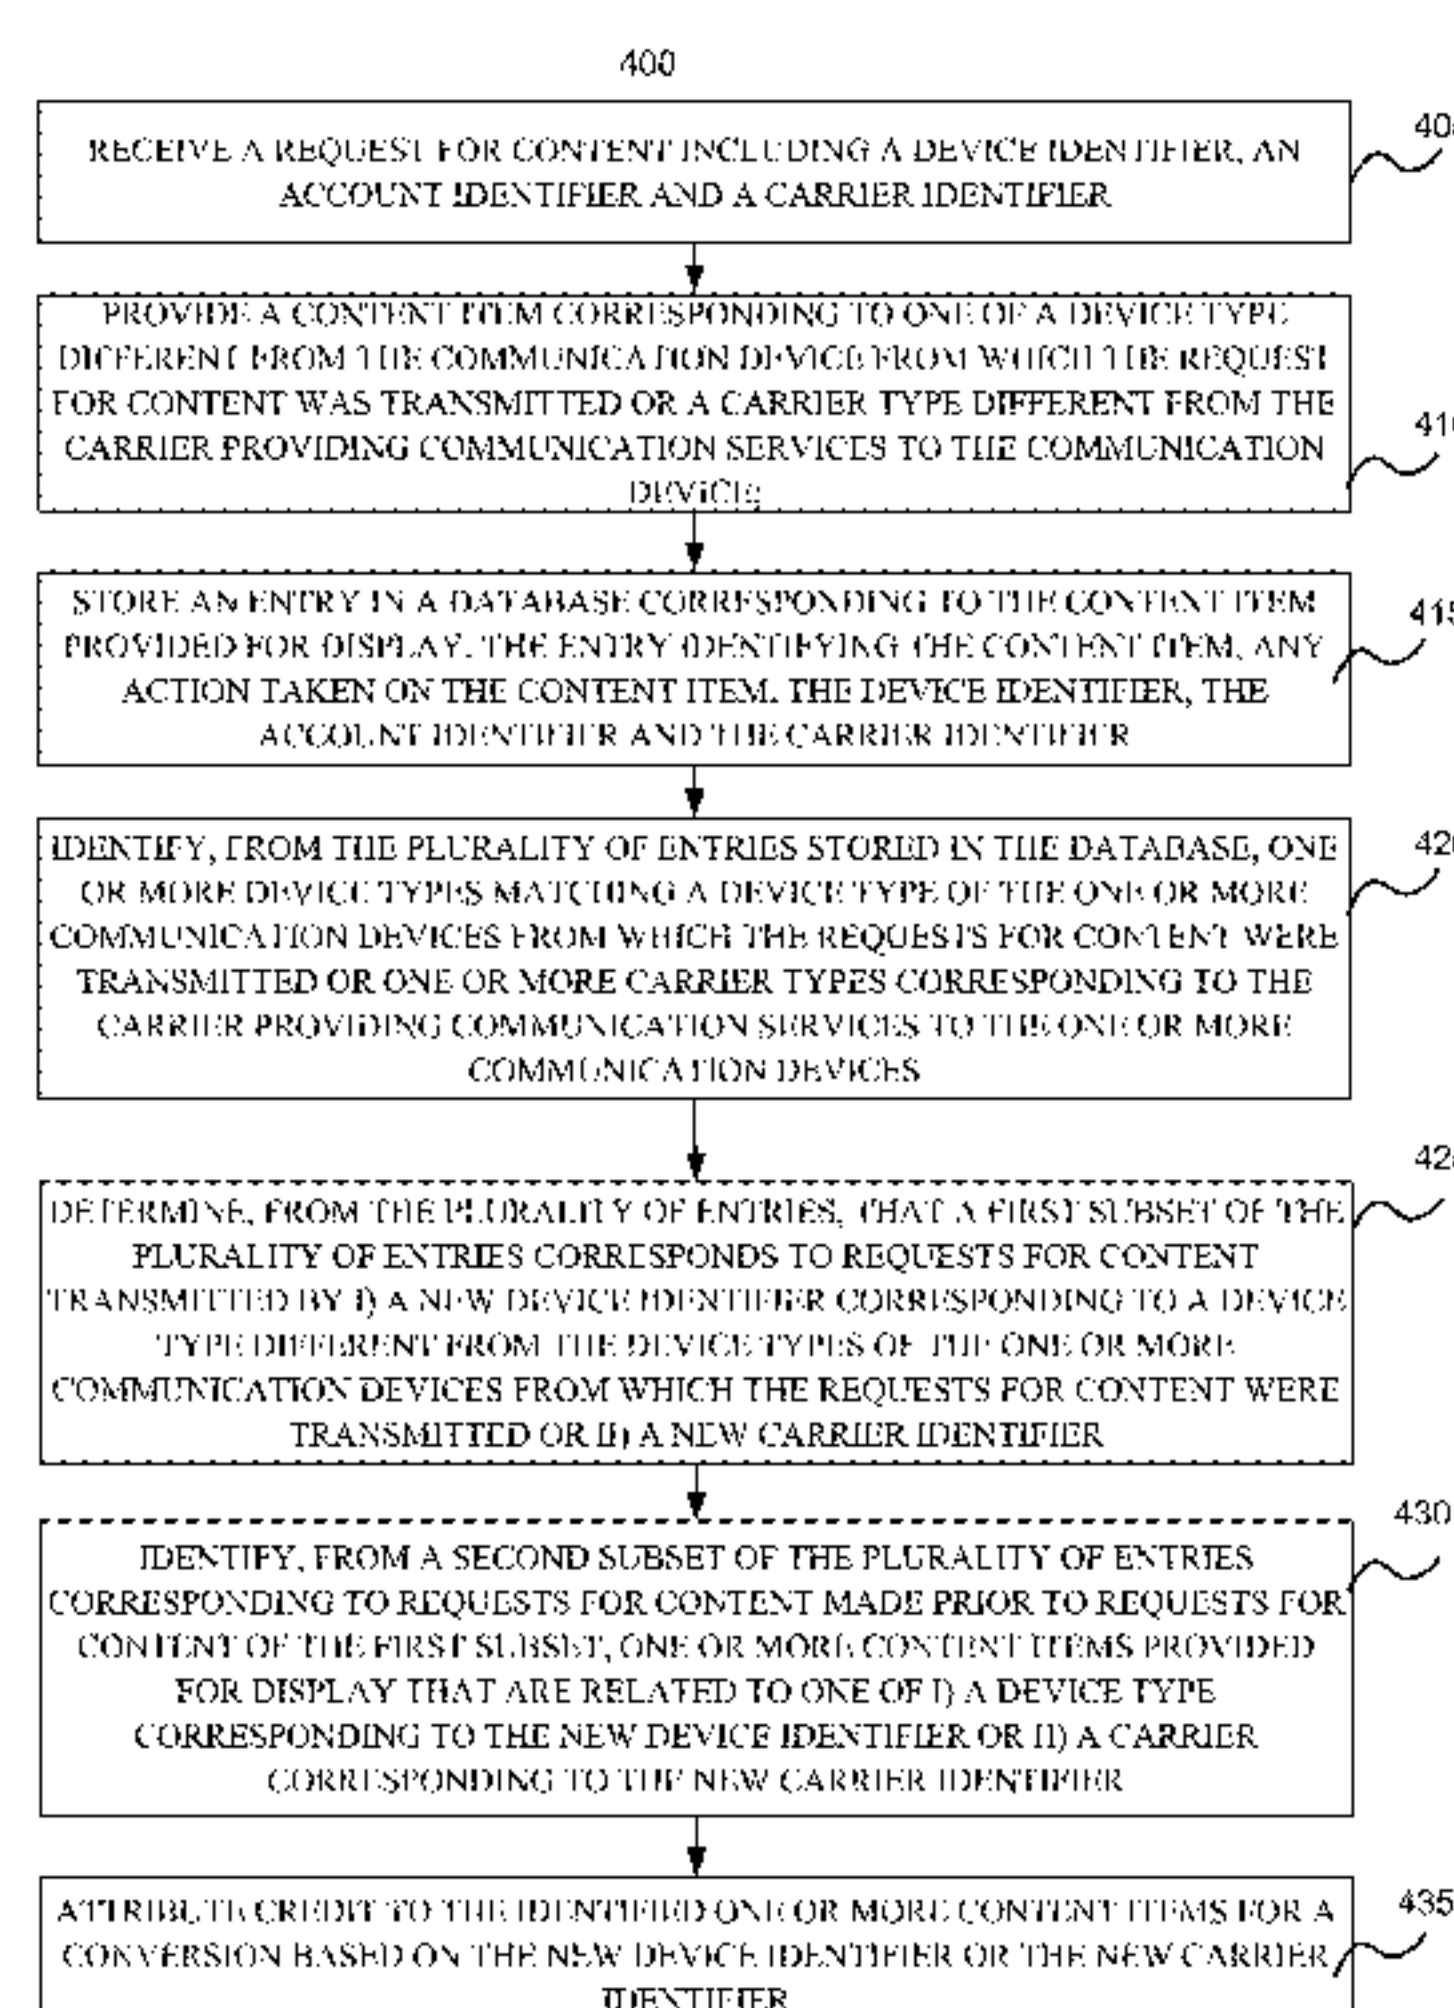 400
RECEIVE A REQUEST FOR CONTENT INCLUDING A DEVICE IDENTIFIER, AN
ACCOUNT IDENTIFIER AND A CARRIER IDENTIFIER
40
PROVIDE A CONTENT ITEM CORRESPONDING TO ONE OF A DEVICE TYPE
DIFFERENT FROM THE COMMUNICATION DEVICE FROM WHICH THE REQUEST
FOR CONTENT WAS TRANSMITTED OR A CARRIER TYPE DIFFERENT FROM THE
CARRIER PROVIDING COMMUNICATION SERVICES TO THE COMMUNICATION
DEVICE;
41
STORE AN ENTRY IN A DATABASE CORRESPONDING TO THE CONTENT ITEM
PROVIDED FOR DISPLAY, THE ENTRY IDENTIFYING THE CONTENT ITEM, ANY
ACTION TAKEN ON THE CONTENT ITEM, THE DEVICE IDENTIFIER, THE
ACCOUNT IDENTIFIER AND THE CARRIER IDENTIFIER
415
IDENTIFY, FROM THE PLURALITY OF ENTRIES STORED IN THE DATABASE, ONE
OR MORE DEVICE TYPES MATCHING A DEVICE TYPE OF THE ONE OR MORE
COMMUNICATION DEVICES FROM WHICH THE REQUESTS FOR CONTENT WERE
TRANSMITTED OR ONE OR MORE CARRIER TYPES CORRESPONDING TO THE
CARRIER PROVIDING COMMUNICATION SERVICES TO THE ONE OR MORE
COMMUNICATION DEVICES
42
DETERMINE, FROM THE PLURALITY OF ENTRIES, THAT A FIRST SUBSET OF THE
PLURALITY OF ENTRIES CORRESPONDS TO REQUESTS FOR CONTENT
TRANSMITTED BY I) A NEW DEVICE IDENTIFIER CORRESPONDING TO A DEVICE
TYPE DIFFERENT FROM THE DEVICE TYPES OF THE ONE OR MORE
COMMUNICATION DEVICES FROM WHICH THE REQUESTS FOR CONTENT WERE
TRANSMITTED OR II) A NEW CARRIER IDENTIFIER
42
IDENTIFY, FROM A SECOND SUBSET OF THE PLURALITY OF ENTRIES
CORRESPONDING TO REQUESTS FOR CONTENT MADE PRIOR TO REQUESTS FOR
CONTENT OF THE FIRST SUBSET, ONE OR MORE CONTENT ITEMS PROVIDED
FOR DISPLAY THAT ARE RELATED TO ONE OF I) A DEVICE TYPE
CORRESPONDING TO THE NEW DEVICE IDENTIFIER OR II) A CARRIER
CORRESPONDING TO THE NEW CARRIER IDENTIFIER
430
ATTRIBUTE CREDIT TO THE IDENTIFIED ONE OR MORE CONTENT ITEMS FOR A
CONVERSION BASED ON THE NEW DEVICE IDENTIFIER OR THE NEW CARRIER
IDENTIFIER
435